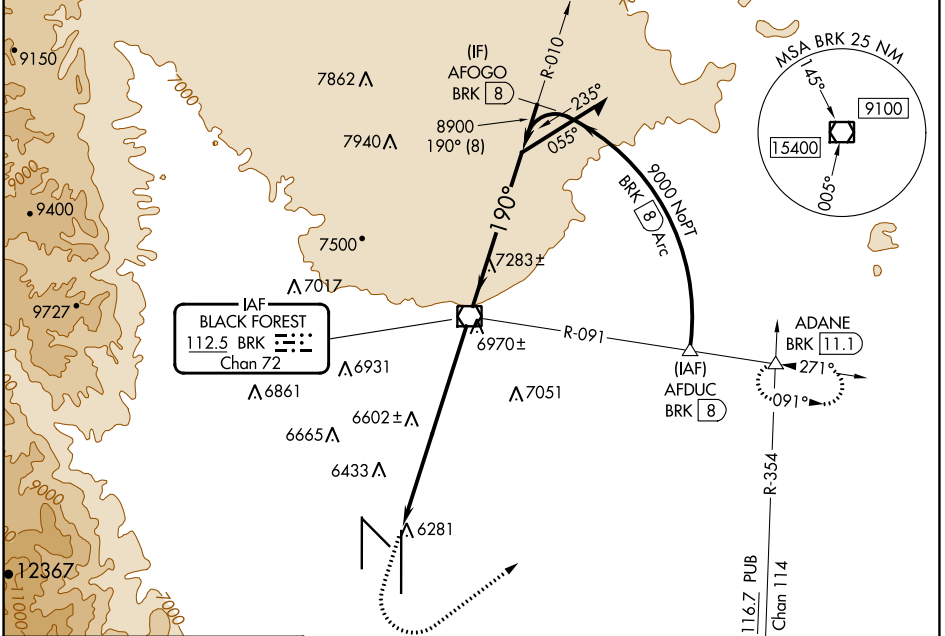 9150
7000
9000
9400
9727
7862
7940
7500
7017
(IF)
AFOGO
BRK 8
R-010
8900
190° (8)
235°
055°
190°
9000 NoPT
BRK 8 Arc
7283±
MSA BRK 25 NM
145°
9100
15400
005°
IAF
BLACK FOREST
112.5 BRK
Chan 72
6970±
R-091
(IAF)
AFDUC
BRK 8
ADANE
BRK 11.1
271°
091°
6931
6861
7051
6602±
6665
6433
6281
R-354
116.7 PUB
Chan 114
9000
12367
11000
7000